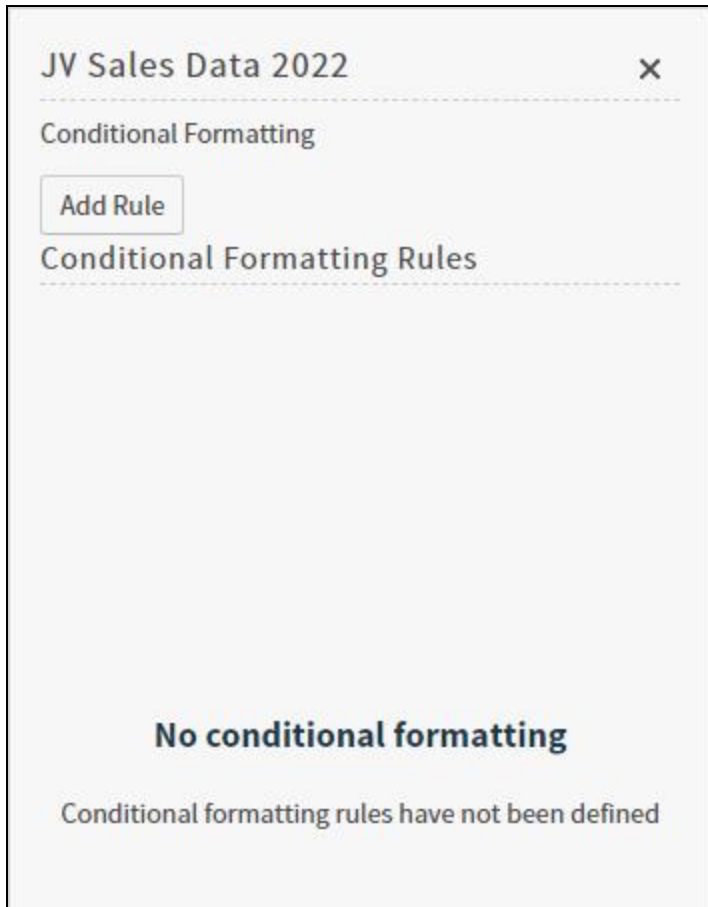 JV Sales Data 2022
Conditional Formatting
Add Rule
Conditional Formatting Rules
No conditional formatting
Conditional formatting rules have not been defined